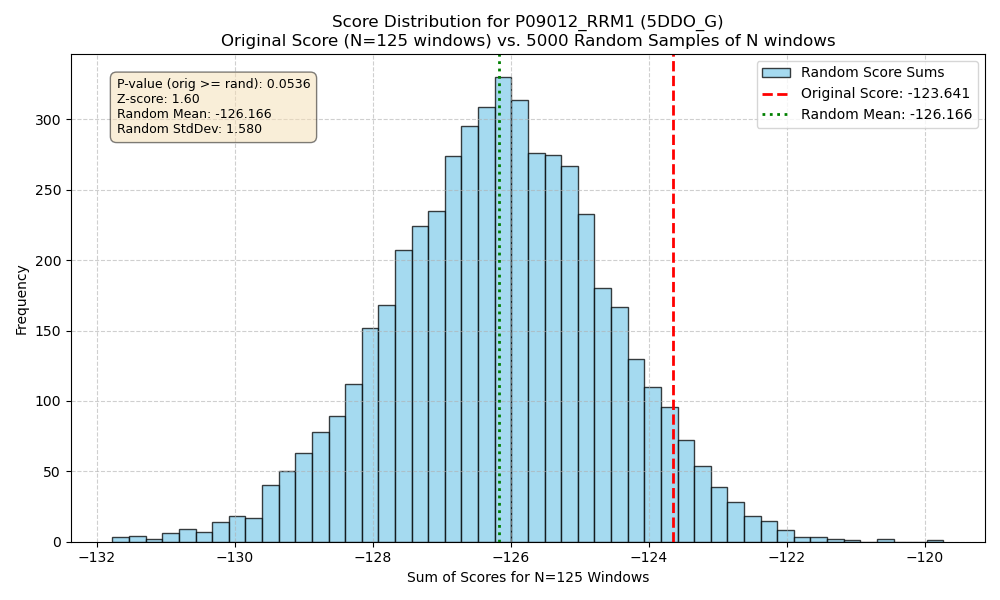 Score Distribution for P09012_RRM1 (5DDO_G)
Original Score (N=125 windows) vs. 5000 Random Samples of N windows
P-value (orig >= rand): 0.0536
Z-score: 1.60
Random Mean: -126.166
Random StdDev: 1.580
Random Score Sums
Original Score: -123.641
Random Mean: -126.166
Frequency
300
250
200
150
100
50
0
−132
−130
−128
−126
−124
−122
−120
Sum of Scores for N=125 Windows